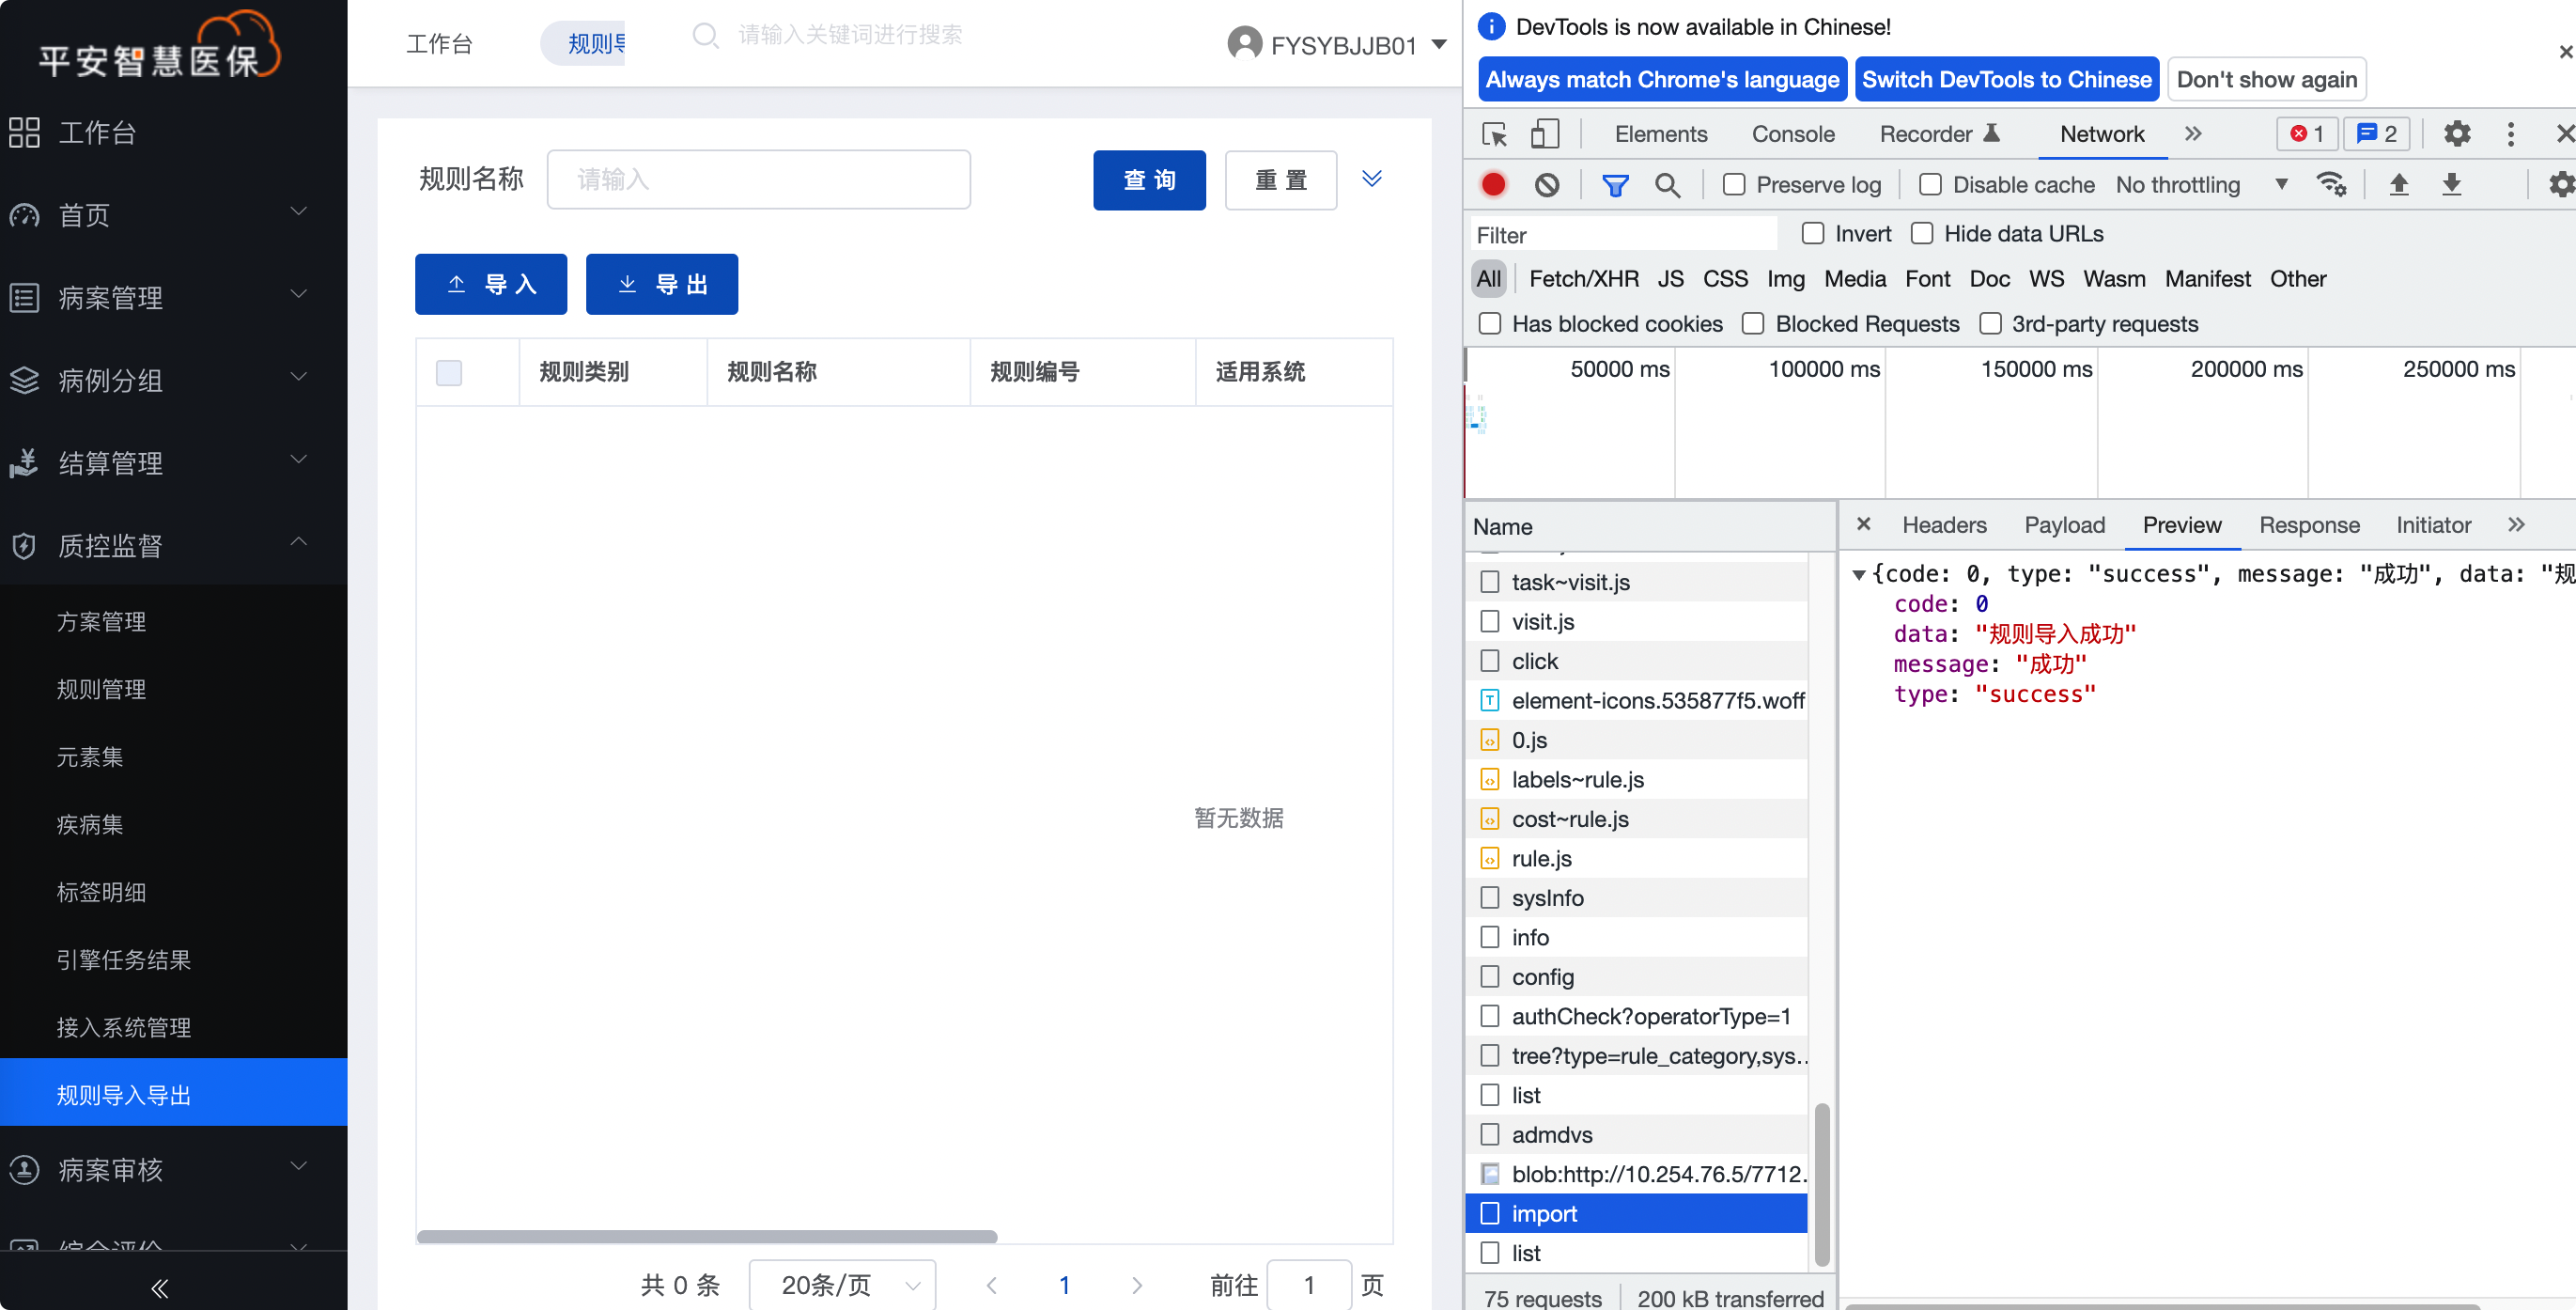 平安智慧医保
工作台
首页
病案管理
病例分组
结算管理
质控监督
方案管理
规则管理
元素集
疾病集
标签明细
引擎任务结果
接入系统管理
规则导入导出
病案审核
综合评价
工作台
规则导
请输入关键词进行搜索
FYSYBJJB01
规则名称
请输入
查 询
重 置
导 入
导 出
规则类别
规则名称
规则编号
适用系统
暂无数据
共 0 条
20条/页
1
前往
1
页
DevTools is now available in Chinese!
Always match Chrome's language
Switch DevTools to Chinese
Don't show again
Elements
Console
Recorder
Network
1
2
Preserve log
Disable cache
No throttling
Filter
Invert
Hide data URLs
All
Fetch/XHR
JS
CSS
Img
Media
Font
Doc
WS
Wasm
Manifest
Other
Has blocked cookies
Blocked Requests
3rd-party requests
50000 ms
100000 ms
150000 ms
200000 ms
250000 ms
Name
task~visit.js
visit.js
click
element-icons.535877f5.woff
0.js
labels~rule.js
cost~rule.js
rule.js
sysInfo
info
config
authCheck?operatorType=1
tree?type=rule_category,sys…
list
admdvs
blob:http://10.254.76.5/7712.
import
list
75 requests
200 kB transferred
Headers
Payload
Preview
Response
Initiator
{code: 0, type: "success", message: "成功", data: "规
code: 0
data: "规则导入成功"
message: "成功"
type: "success"